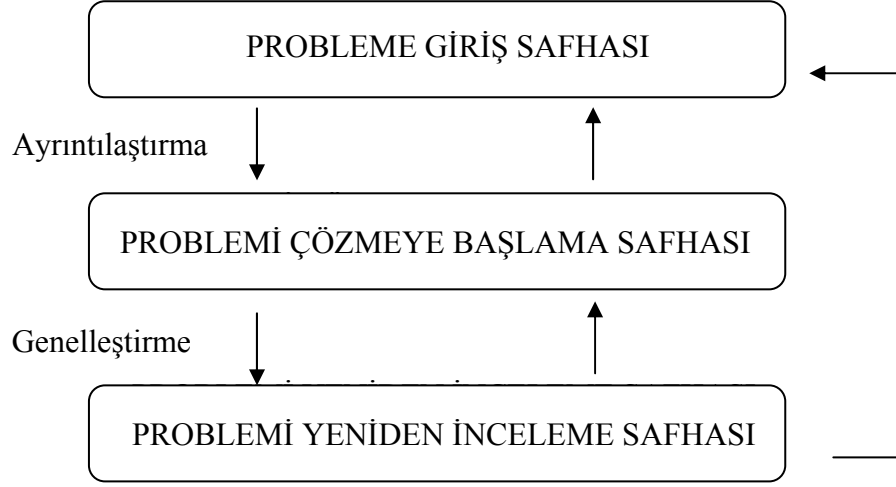 PROBLEME GİRİŞ SAFHASI
Ayrıntılaştırma
PROBLEMİ ÇÖZMEYE BAŞLAMA SAFHASI
Genelleştirme
PROBLEMİ YENİDEN İNCELEME SAFHASI